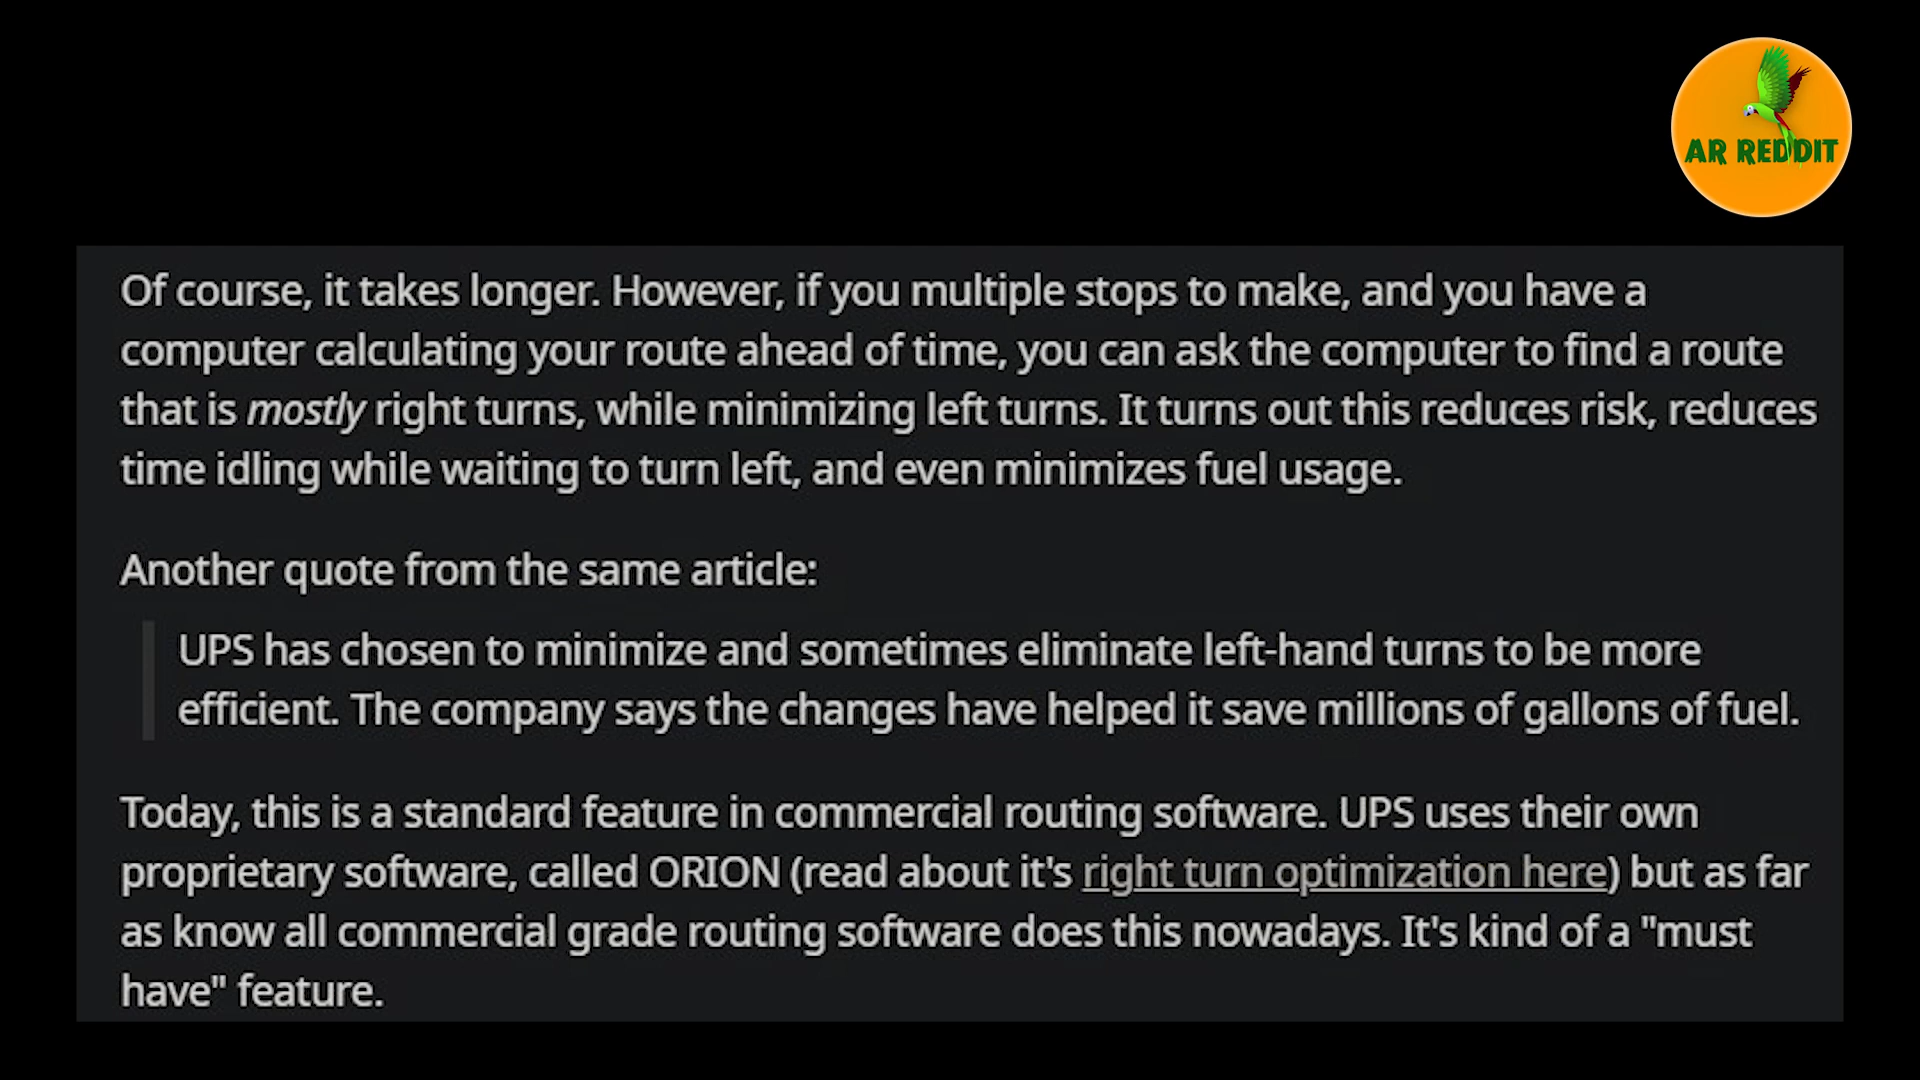 AR REDDIT
Of course, it takes longer. However, if you multiple stops to make, and you have a
computer calculating your route ahead of time, you can ask the computer to find a route
that is mostly right turns, while minimizing left turns. It turns out this reduces risk, reduces
time idling while waiting to turn left, and even minimizes fuel usage.
Another quote from the same article:
UPS has chosen to minimize and sometimes eliminate left-hand turns to be more
efficient. The company says the changes have helped it save millions of gallons of fuel.
Today, this is a standard feature in commercial routing software. UPS uses their own
proprietary software, called ORION (read about it's right turn optimization here) but as far
as know all commercial grade routing software does this nowadays. It's kind of a "must
have" feature.